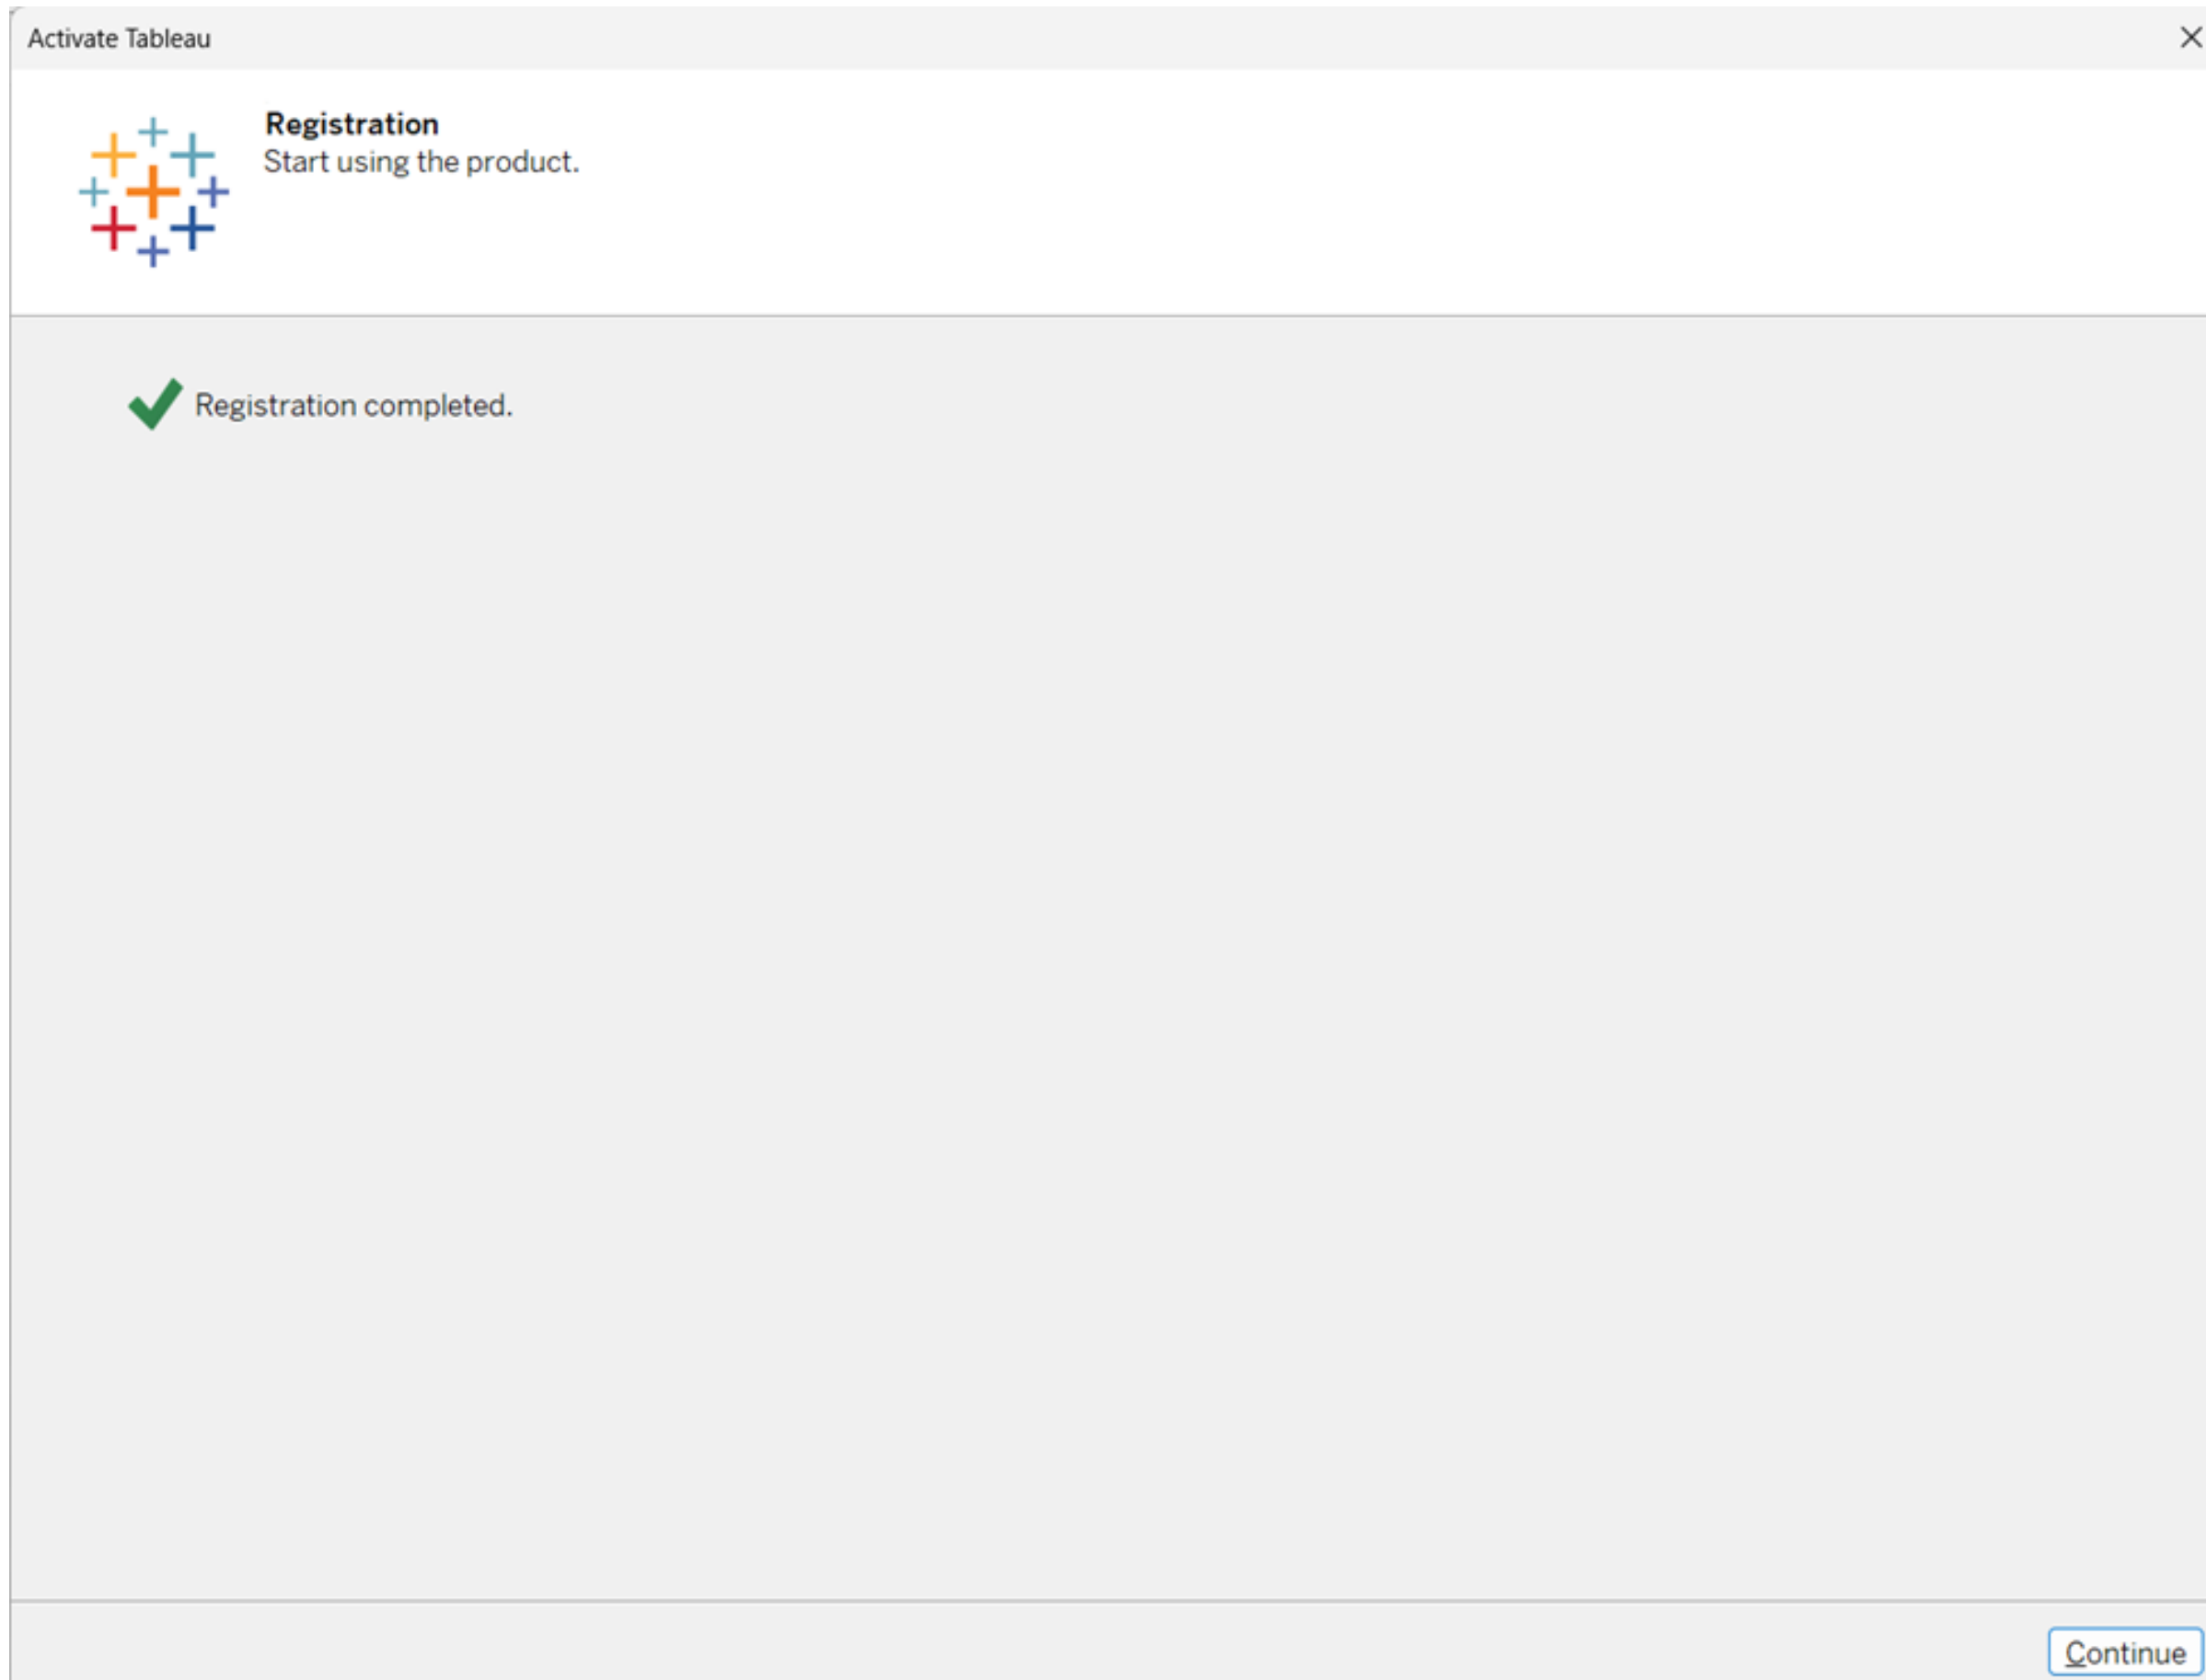 Activate Tableau
Registration
Start using the product.
Registration completed.
Continue